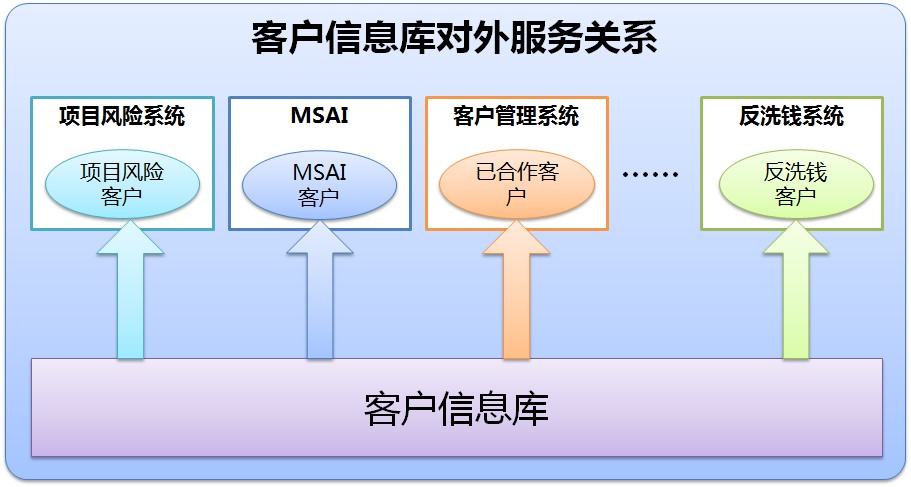 客户信息库对外服务关系
项目风险系统
MSAI
客户管理系统
反洗钱系统
项目风险
客户
MSAI
客户
已合作客
户
……
反洗钱
客户
客户信息库